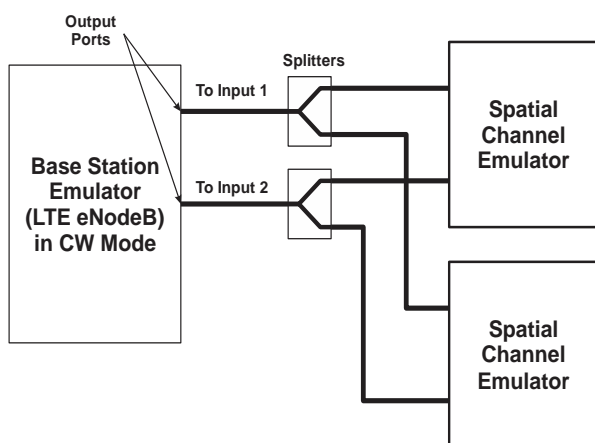 Output
Ports
Splitters
To Input 1
To Input 2
Base Station
Emulator
(LTE eNodeB)
in CW Mode
Spatial
Channel
Emulator
Spatial
Channel
Emulator